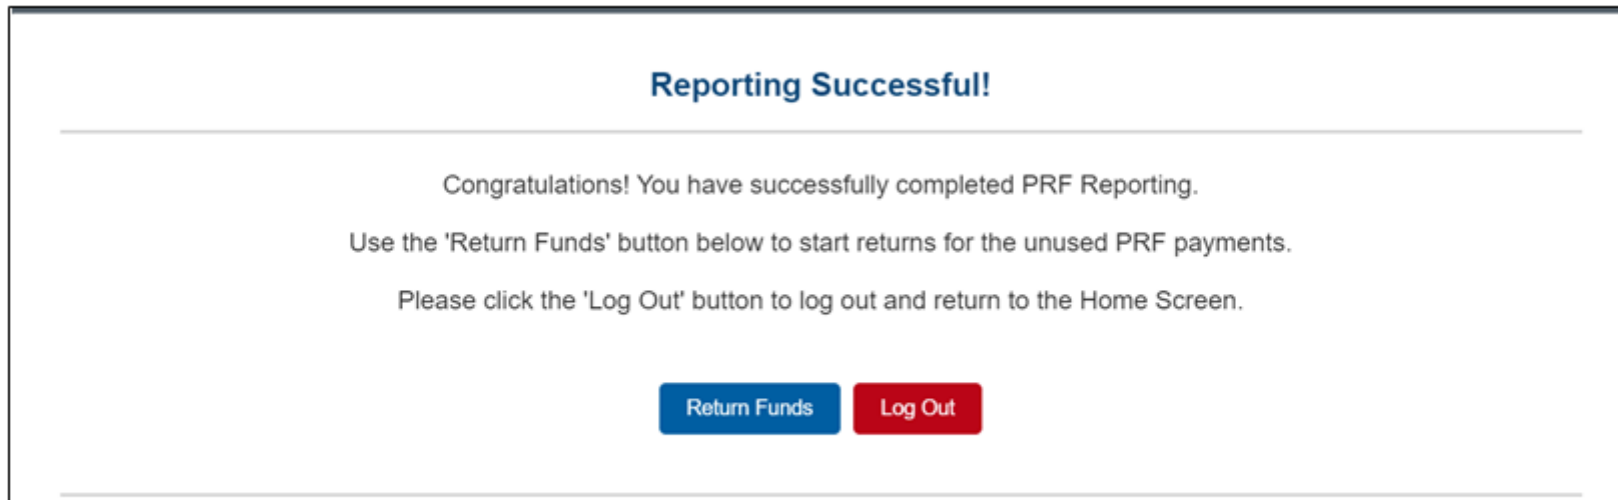 Reporting Successful!
Congratulations! You have successfully completed PRF Reporting.
Use the 'Return Funds' button below to start returns for the unused PRF payments.
Please click the 'Log Out' button to log out and return to the Home Screen.
Return Funds Log Out